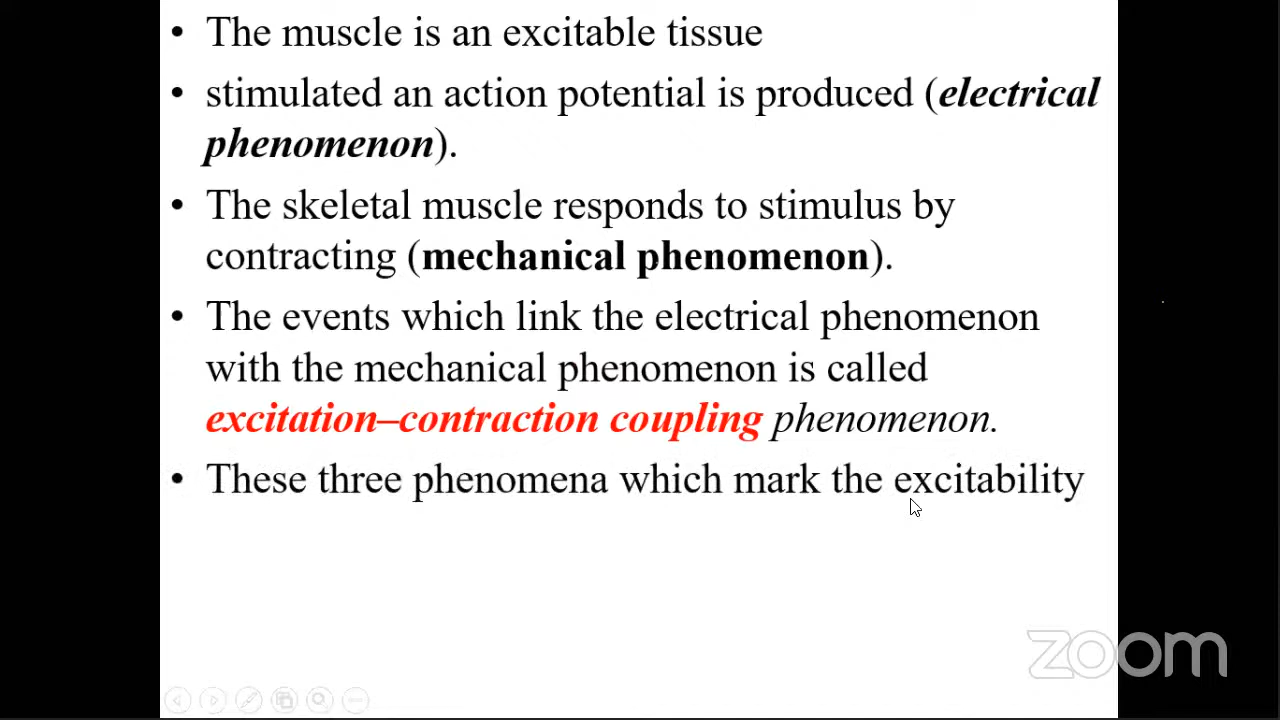 • The muscle is an excitable tissue
• stimulated an action potential is produced (electrical
phenomenon).
• The skeletal muscle responds to stimulus by
contracting (mechanical phenomenon).
• The events which link the electrical phenomenon
with the mechanical phenomenon is called
excitation–contraction coupling phenomenon.
• These three phenomena which mark the excitability
zoom